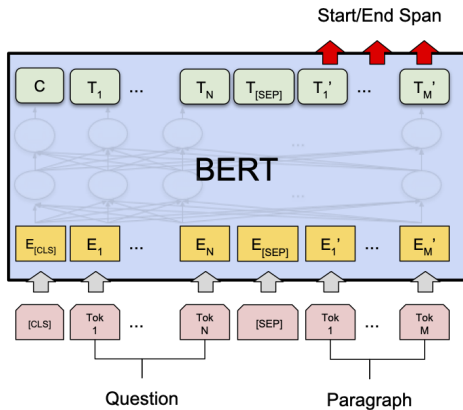 Start/End Span
C T1 ... TN T[SEP] T1' ... TM'
...
BERT
...
E[CLS] E1 ... EN E[SEP] E1' ... EM'
[CLS] Tok 1 ... Tok N [SEP] Tok 1 ... Tok M
Question Paragraph